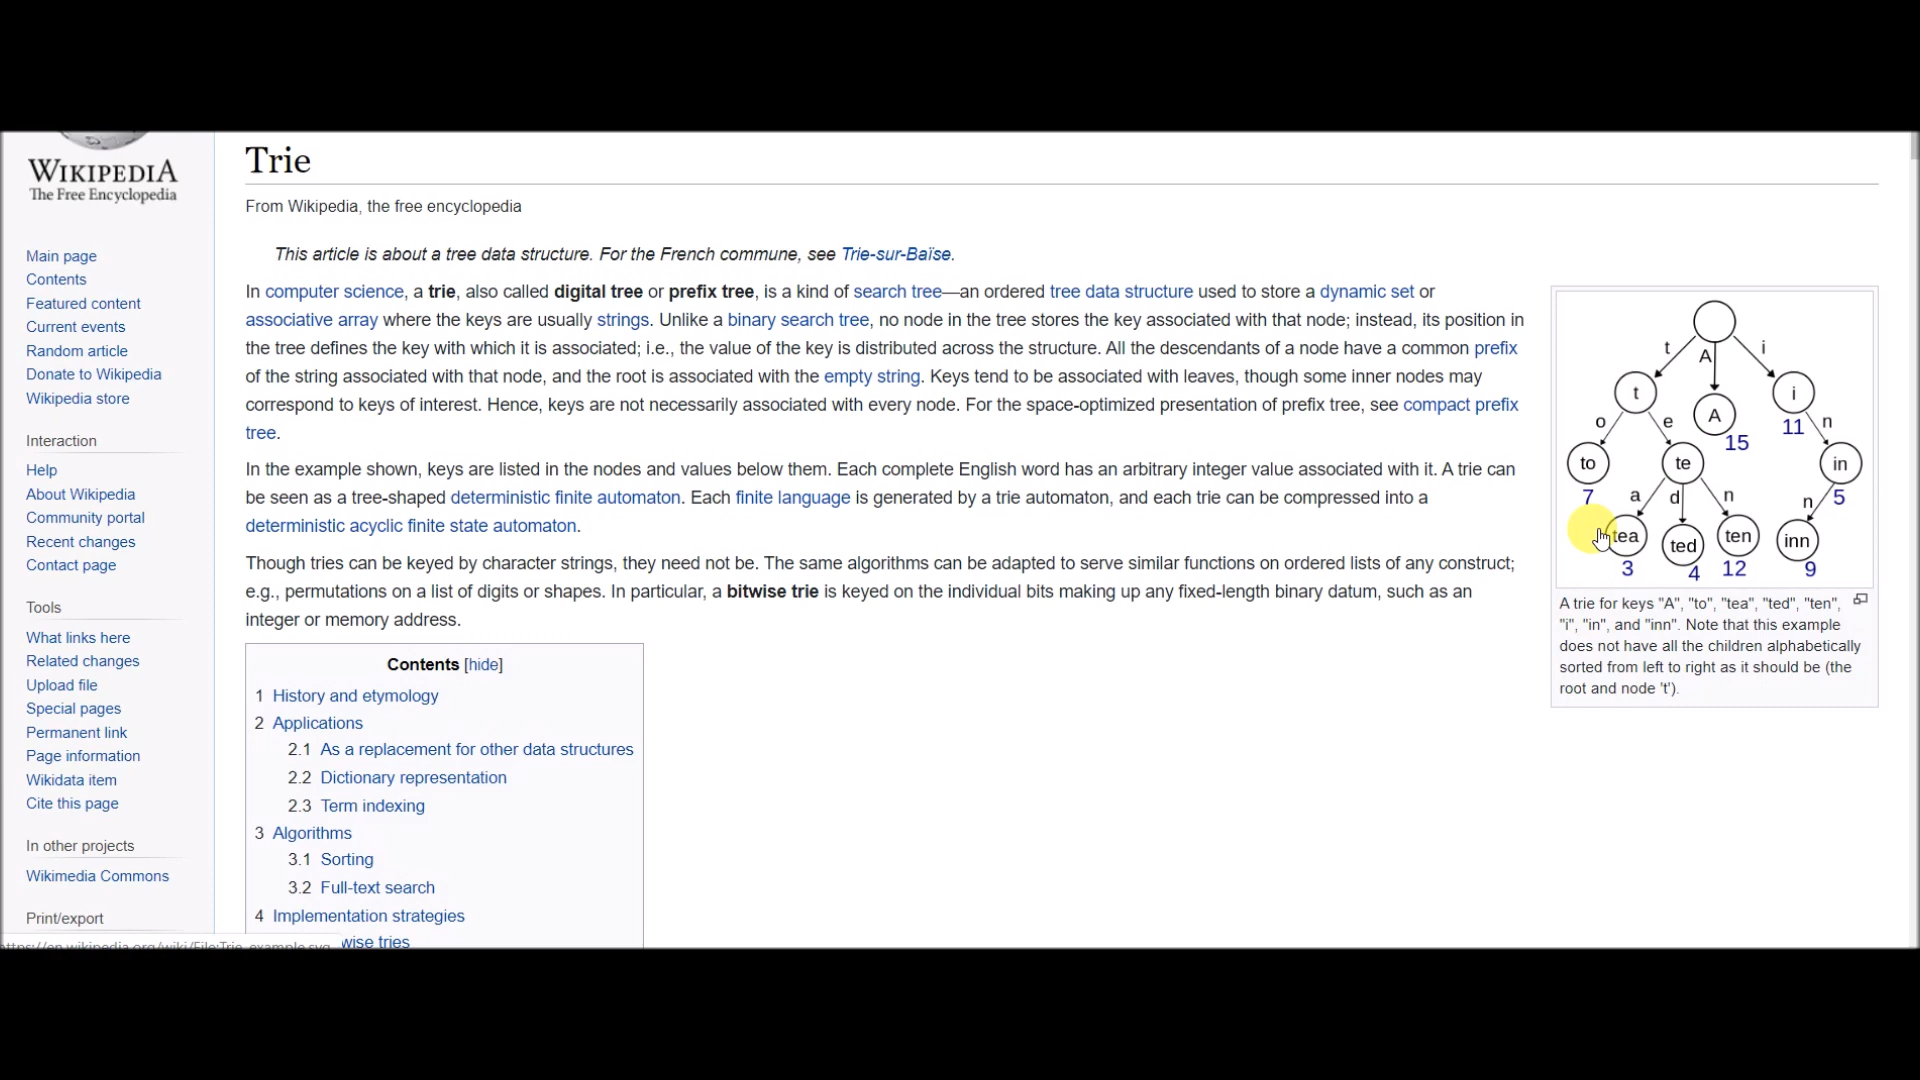 WIKIPEDIA
The Free Encyclopedia
Main page
Contents
Featured content
Current events
Random article
Donate to Wikipedia
Wikipedia store
Interaction
Help
About Wikipedia
Community portal
Recent changes
Contact page
Tools
What links here
Related changes
Upload file
Special pages
Permanent link
Page information
Wikidata item
Cite this page
In other projects
Wikimedia Commons
Print/export
Trie
From Wikipedia, the free encyclopedia
This article is about a tree data structure. For the French commune, see Trie-sur-Baïse.
In computer science, a trie, also called digital tree or prefix tree, is a kind of search tree—an ordered tree data structure used to store a dynamic set or
associative array where the keys are usually strings. Unlike a binary search tree, no node in the tree stores the key associated with that node; instead, its position in
the tree defines the key with which it is associated; i.e., the value of the key is distributed across the structure. All the descendants of a node have a common prefix
of the string associated with that node, and the root is associated with the empty string. Keys tend to be associated with leaves, though some inner nodes may
correspond to keys of interest. Hence, keys are not necessarily associated with every node. For the space-optimized presentation of prefix tree, see compact prefix
tree.
In the example shown, keys are listed in the nodes and values below them. Each complete English word has an arbitrary integer value associated with it. A trie can
be seen as a tree-shaped deterministic finite automaton. Each finite language is generated by a trie automaton, and each trie can be compressed into a
deterministic acyclic finite state automaton.
Though tries can be keyed by character strings, they need not be. The same algorithms can be adapted to serve similar functions on ordered lists of any construct;
e.g., permutations on a list of digits or shapes. In particular, a bitwise trie is keyed on the individual bits making up any fixed-length binary datum, such as an
integer or memory address.
Contents [hide]
1 History and etymology
2 Applications
2.1 As a replacement for other data structures
2.2 Dictionary representation
2.3 Term indexing
3 Algorithms
3.1 Sorting
3.2 Full-text search
4 Implementation strategies
wise tries
t A i
t A i
o e 15 11 n
to te in
7 a d n n 5
tea ted ten inn
3 4 12 9
A trie for keys "A", "to", "tea", "ted", "ten",
"i", "in", and "inn". Note that this example
does not have all the children alphabetically
sorted from left to right as it should be (the
root and node 't').